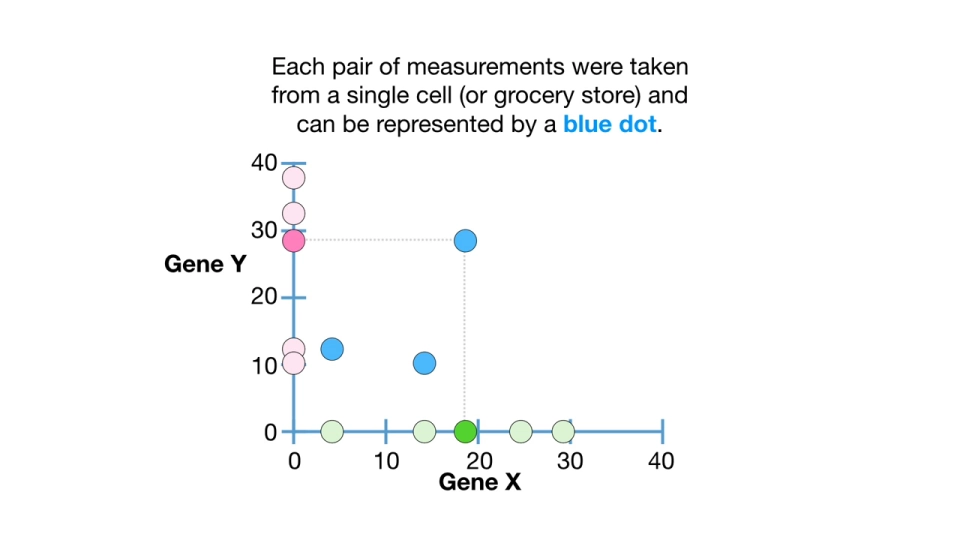 Each pair of measurements were taken
from a single cell (or grocery store) and
can be represented by a blue dot.
40
30
Gene Y
20
10
0
0 10 20 30 40
Gene X